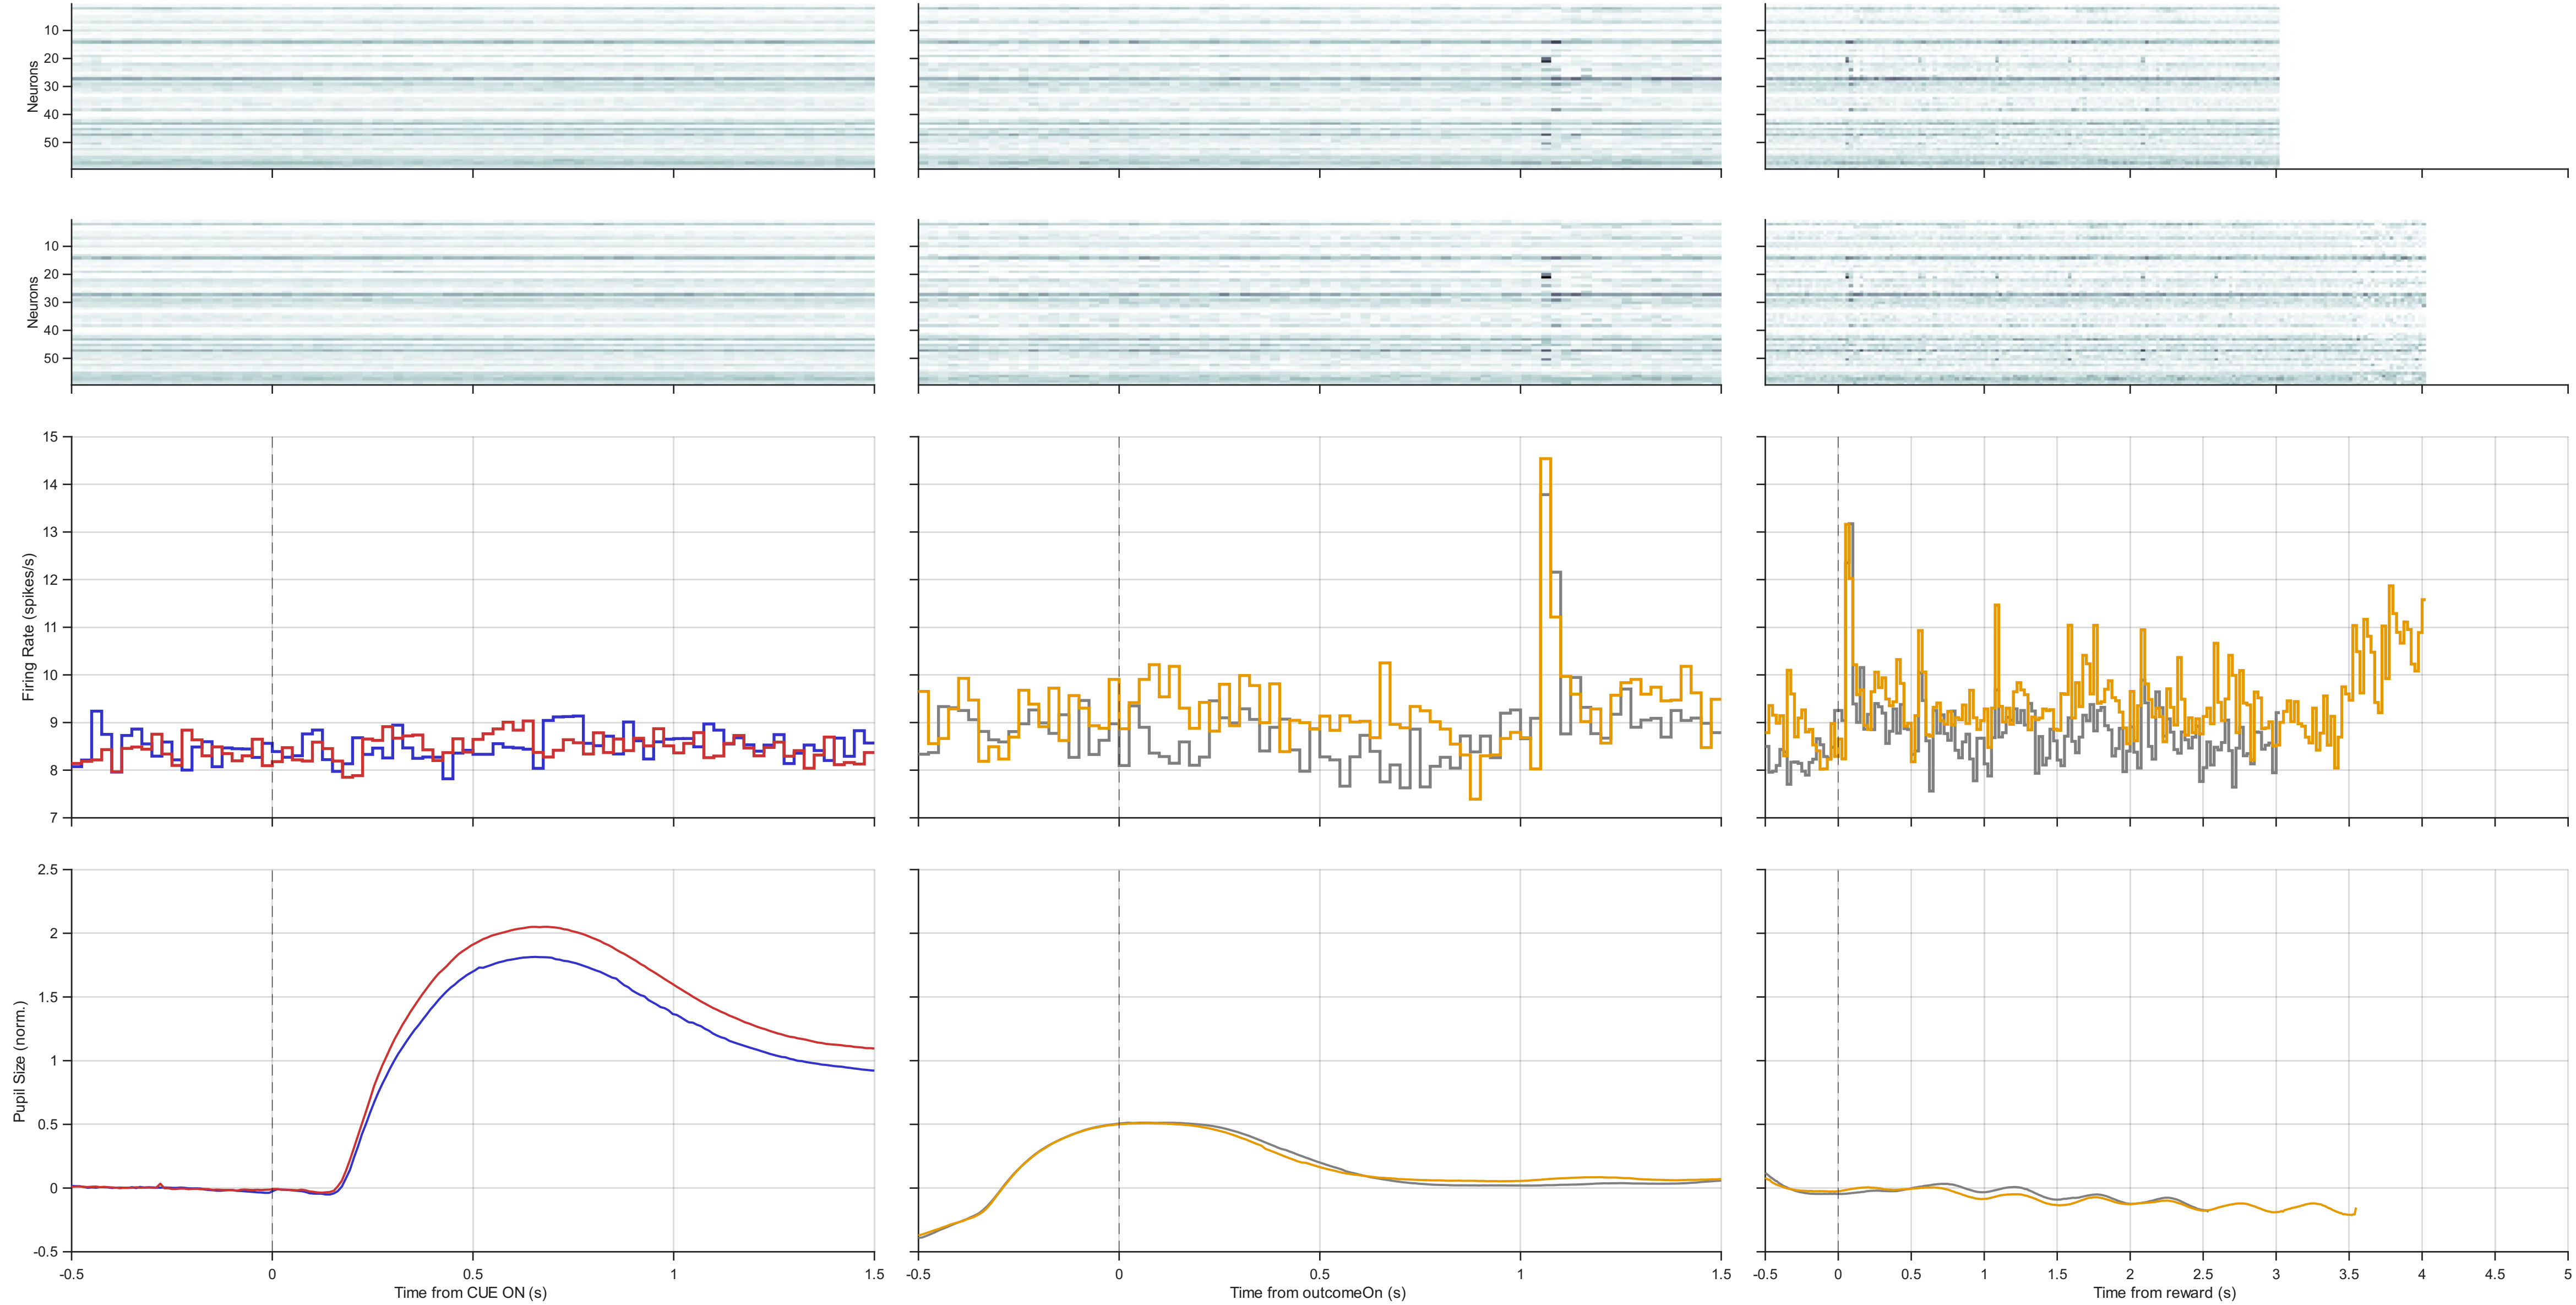 10
20
30
40
50
Neurons
10
20
30
40
50
Neurons
15
14
13
12
11
10
9
8
7
Firing Rate (spikes/s)
2.5
2
1.5
1
0.5
0
-0.5
Pupil Size (norm.)
-0.5 0 0.5 1 1.5
Time from CUE ON (s)
-0.5 0 0.5 1 1.5
Time from outcomeOn (s)
-0.5 0 0.5 1 1.5 2 2.5 3 3.5 4 4.5 5
Time from reward (s)